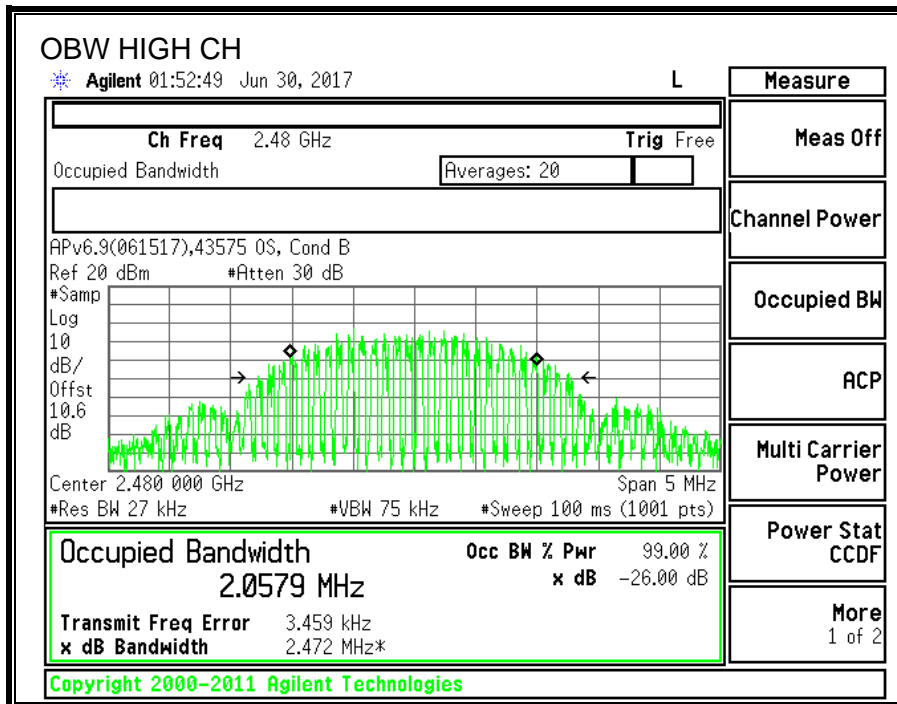 OBW HIGH CH
Agilent 01:52:49 Jun 30, 2017 L
Measure
Ch Freq 2.48 GHz Trig Free
Meas Off
Occupied Bandwidth Averages: 20
Channel Power
APv6.9(061517),43575 OS, Cond B
Ref 20 dBm #Atten 30 dB
#Samp
Log
10
dB/
Offst
10.6
dB
Occupied BW
ACP
Multi Carrier
Power
Center 2.480 000 GHz Span 5 MHz
#Res BW 27 kHz #VBW 75 kHz #Sweep 100 ms (1001 pts)
Power Stat
CCDF
Occupied Bandwidth Occ BW % Pwr 99.00 %
2.0579 MHz x dB -26.00 dB
Transmit Freq Error 3.459 kHz
x dB Bandwidth 2.472 MHz*
More
1 of 2
Copyright 2000-2011 Agilent Technologies